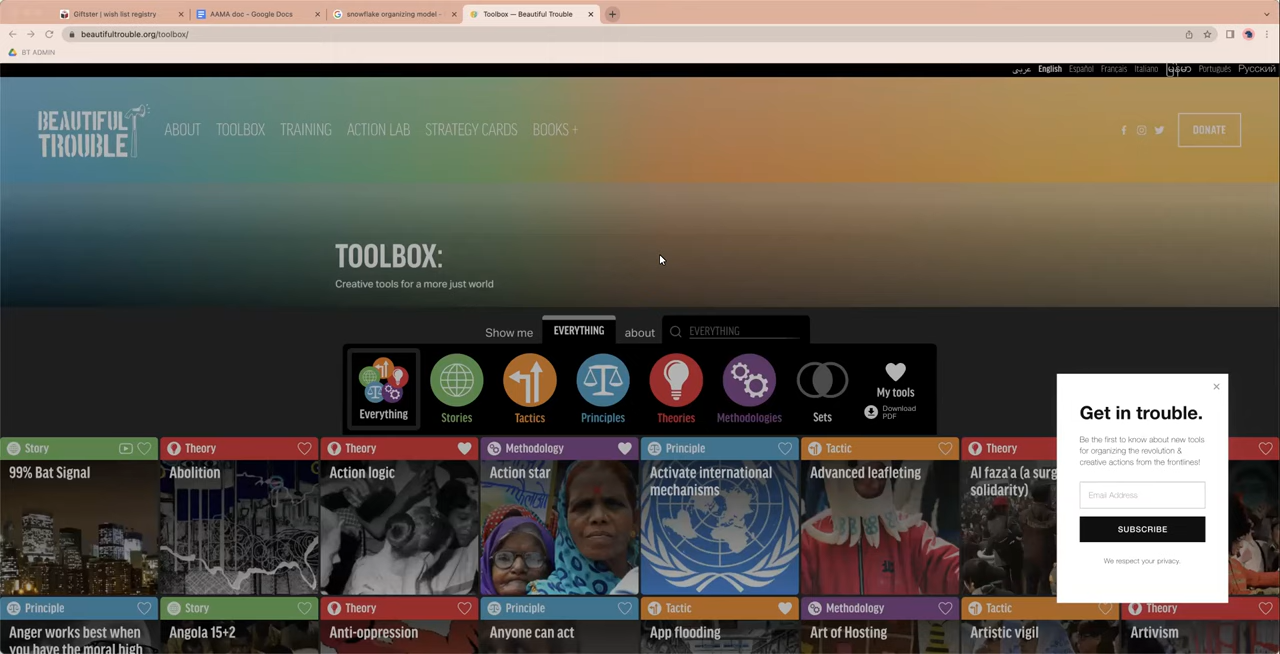 Giftster | wish list registry
AAMA doc - Google Docs
snowflake organizing model -
Toolbox — Beautiful Trouble
beautifultrouble.org/toolbox/
BT ADMIN
عربى English Español Français Italiano Português Русский
BEAUTIFUL
TROUBLE
ABOUT TOOLBOX TRAINING ACTION LAB STRATEGY CARDS BOOKS +
DONATE
TOOLBOX:
Creative tools for a more just world
Show me EVERYTHING about EVERYTHING
Everything
Stories
Tactics
Principles
Theories
Methodologies
Sets
My tools
Download
PDF
Story
99% Bat Signal
Theory
Abolition
Theory
Action logic
Methodology
Action star
Principle
Activate international
mechanisms
Tactic
Advanced leafleting
Theory
Al faza'a (a surg
solidarity)
Get in trouble.
Be the first to know about new tools
for organizing the revolution &
creative actions from the frontlines!
Email Address
SUBSCRIBE
We respect your privacy.
Principle
Anger works best when
you have the moral high
Story
Angola 15+2
Theory
Anti-oppression
Principle
Anyone can act
Tactic
App flooding
Methodology
Art of Hosting
Tactic
Artistic vigil
Theory
Artivism